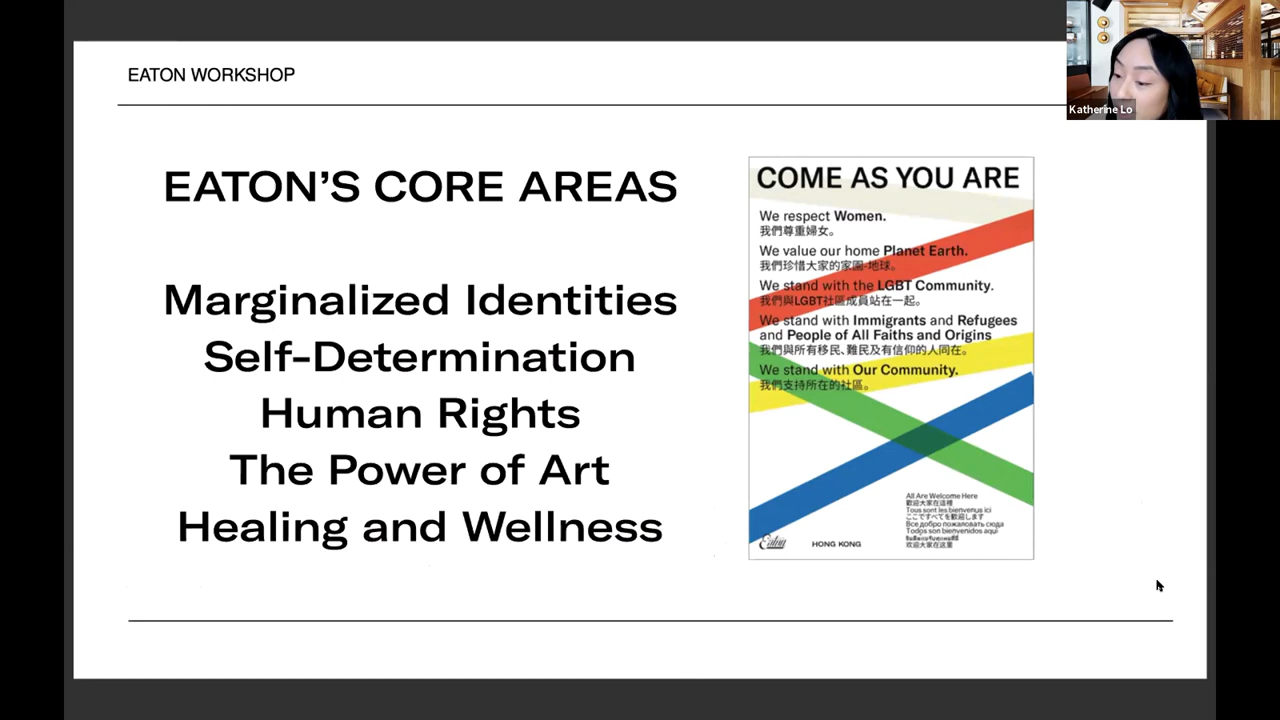 EATON WORKSHOP
EATON'S CORE AREAS
Marginalized Identities
Self-Determination
Human Rights
The Power of Art
Healing and Wellness
COME AS YOU ARE
We respect Women.
我們尊重婦女。
We value our home Planet Earth.
我們珍惜大家的家園-地球。
We stand with the LGBT Community.
我們與LGBT社區成員站在一起。
We stand with Immigrants and Refugees
and People of All Faiths and Origins
我們與所有移民、難民及有信仰的人同在。
We stand with Our Community.
我們支持所在的社區。
All Are Welcome Here
歡迎大家在這裡
Tous sont les bienvenus ici
ここですべてを歓迎します
Все добро пожаловать сюда
Todos son bienvenidos aquí
欢迎大家在这里
Eaton
HONG KONG
Katherine Lo